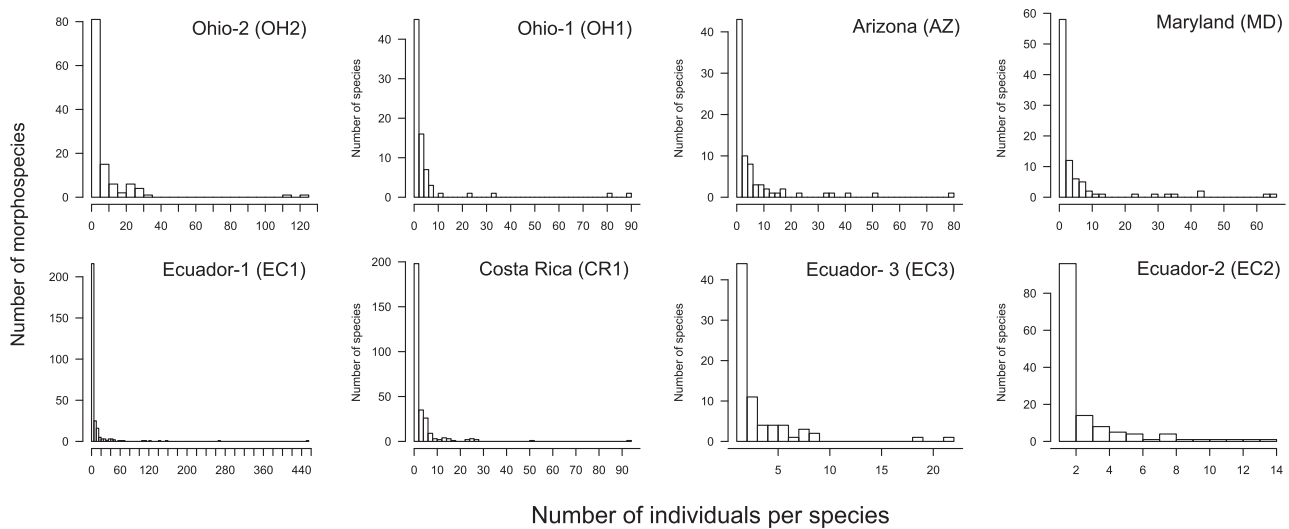 Number of morphospecies
Ohio-2 (OH2)
80
60
40
20
0
0 20 40 60 80 100 120
Ohio-1 (OH1)
Number of species
40
30
20
10
0
0 10 20 30 40 50 60 70 80 90
Arizona (AZ)
Number of species
40
30
20
10
0
0 10 20 30 40 50 60 70 80
Maryland (MD)
Number of species
60
50
40
30
20
10
0
0 10 20 30 40 50 60
Ecuador-1 (EC1)
200
150
100
50
0
0 60 120 200 280 360 440
Costa Rica (CR1)
Number of species
200
150
100
50
0
0 10 20 30 40 50 60 70 80 90
Ecuador- 3 (EC3)
Number of species
40
30
20
10
0
5 10 15 20
Ecuador-2 (EC2)
Number of species
80
60
40
20
0
2 4 6 8 10 12 14
Number of individuals per species